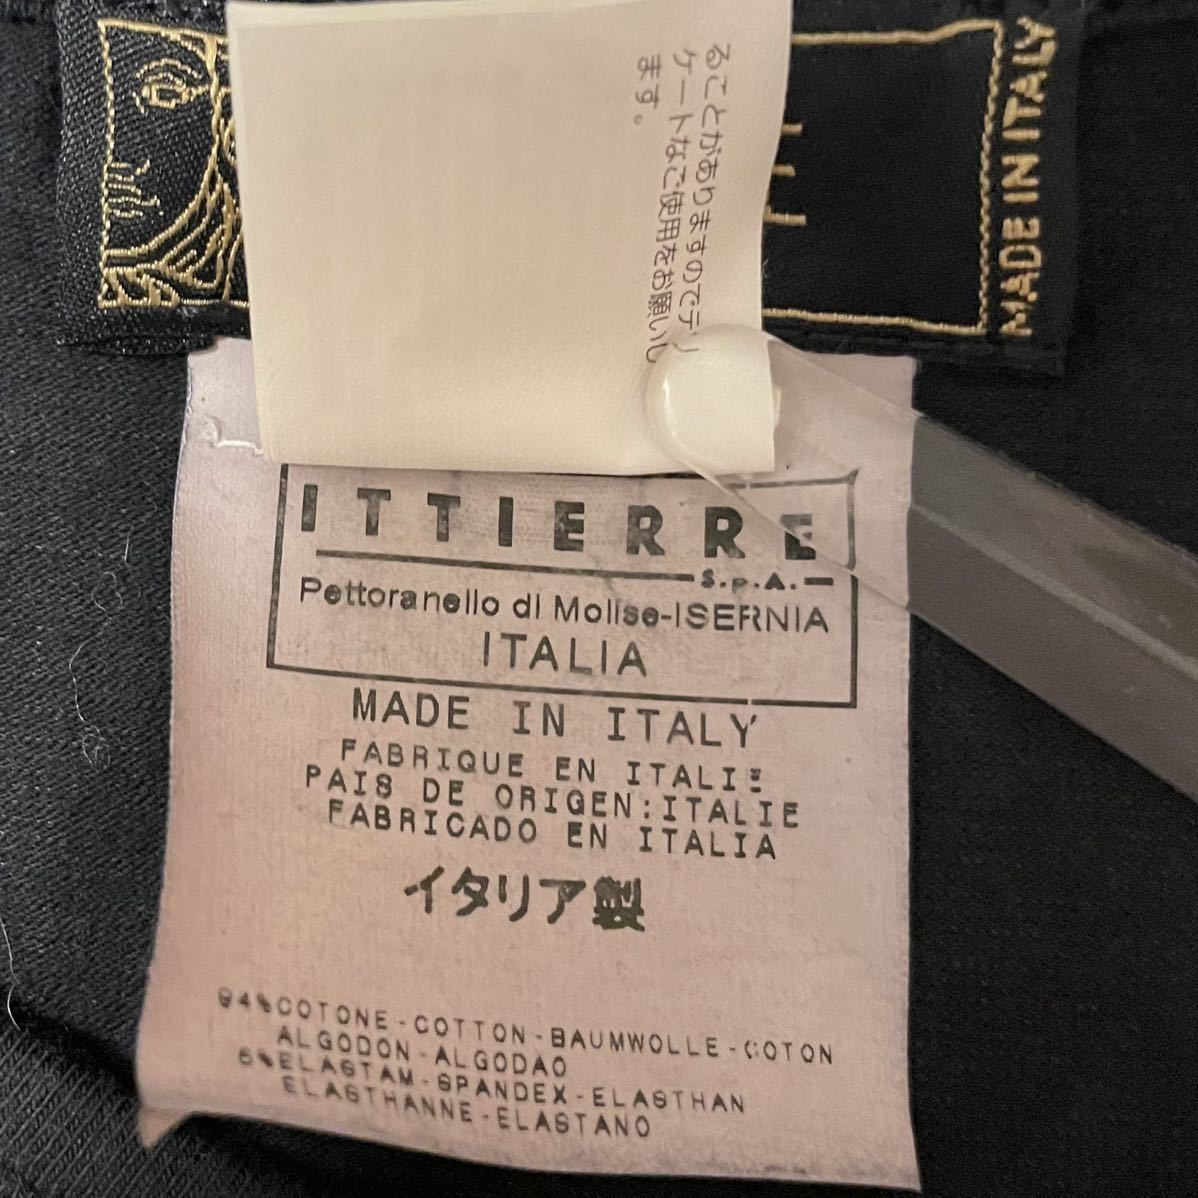 ることがありますのでデリ
ケートなご使用をお願いし
ます。
MADE IN ITALY
ITTIERRE
S.p.A.
Pettoranello di Molise-ISERNIA
ITALIA
MADE IN ITALY
FABRIQUE EN ITALIE
PAIS DE ORIGEN:ITALIE
FABRICADO EN ITALIA
イタリア製
94%COTONE-COTTON-BAUMWOLLE-COTON
ALGODON-ALGODAO
6%ELASTAM-SPANDEX-ELASTHAN
ELASTHANNE-ELASTANO